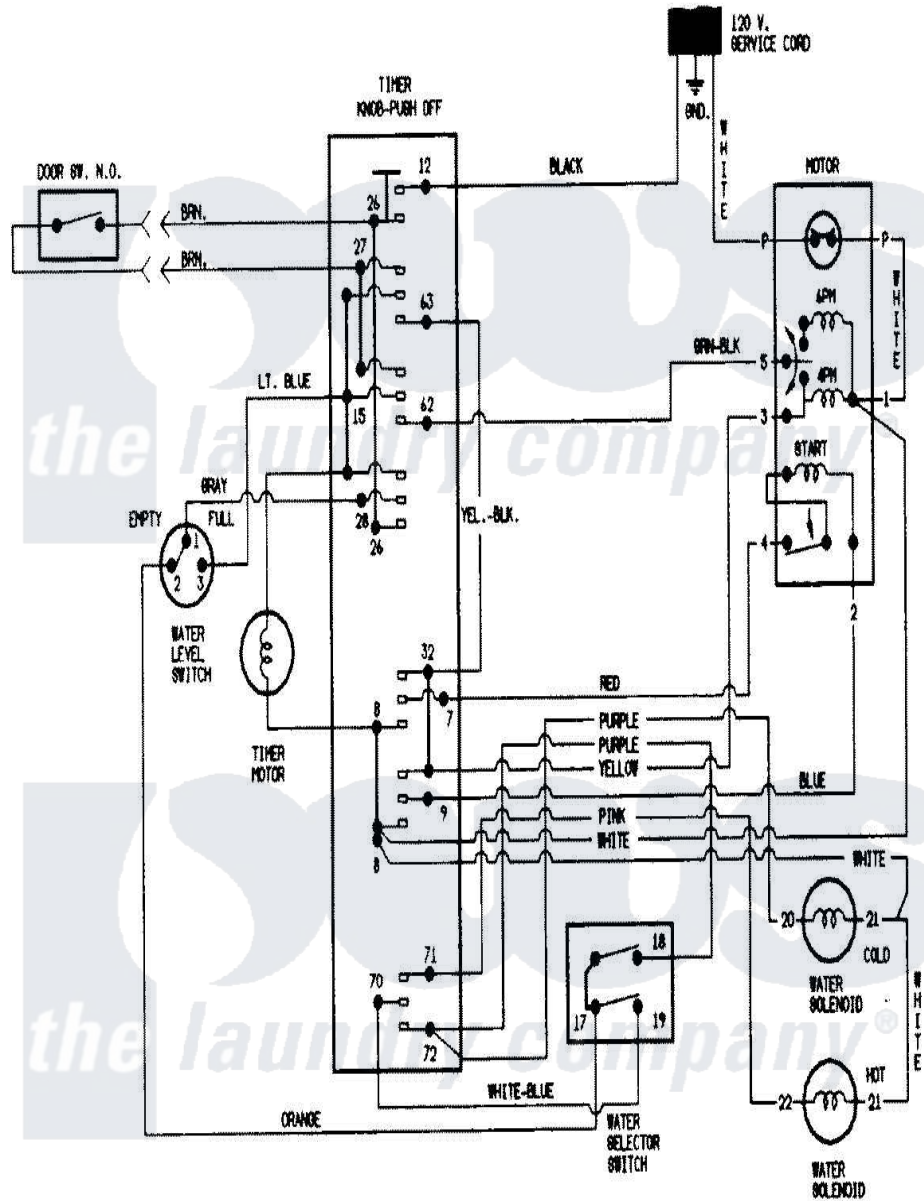 120 V.
SERVICE CORD
TIMER
KNOB-PUSH OFF
GND.
WHITE
DOOR SW. N.O.
12
BLACK
MOTOR
26
BRN.
27
BRN.
P
P
63
6PM
WHITE
BRN-BLK
5
4PM
LT. BLUE
15
62
3
1
the laundry company®
START
GRAY
EMPTY
FULL
28
YEL.-BLK.
26
1
2
3
4
2
WATER
LEVEL
SWITCH
32
RED
8
7
PURPLE
PURPLE
TIMER
MOTOR
YELLOW
BLUE
9
PINK
WHITE
8
WHITE
20
21
COLD
18
71
70
WATER
SOLENOID
WHITE
17
19
72
the laundry company®
HOT
WHITE-BLUE
22
21
ORANGE
WATER
SELECTOR
SWITCH
WATER
SOLENOID